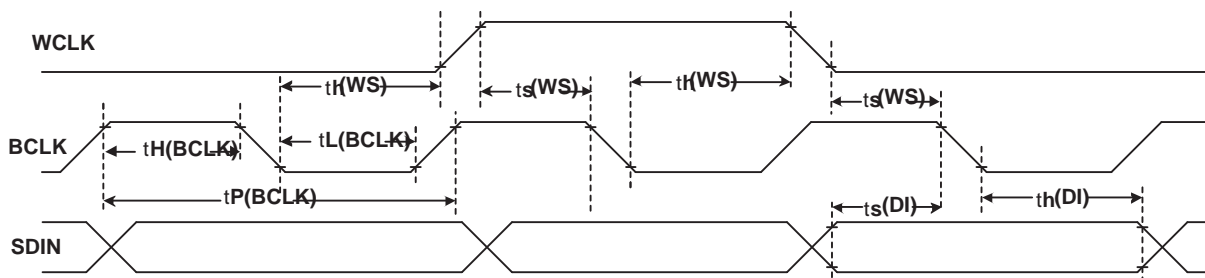 WCLK
th(WS)
ts(WS)
th(WS)
ts(WS)
BCLK
tH(BCLK)
tL(BCLK)
tP(BCLK)
ts(DI)
th(DI)
SDIN